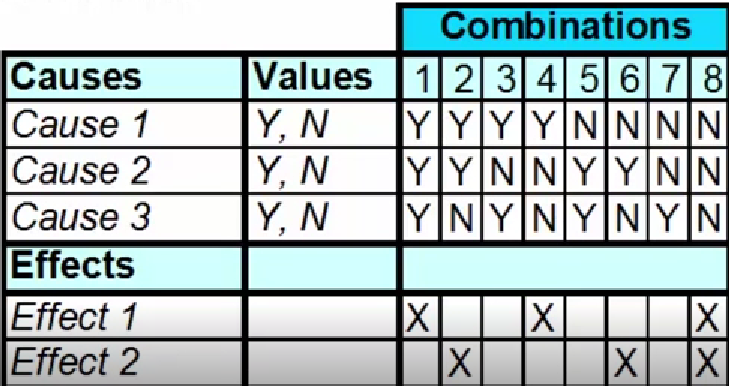 Combinations
Causes Values 1 2 3 4 5 6 7 8
Cause 1 Y, N Y Y Y Y N N N N
Cause 2 Y, N Y Y N N Y Y N N
Cause 3 Y, N Y N Y N Y N Y N
Effects
Effect 1 X X X
Effect 2 X X X